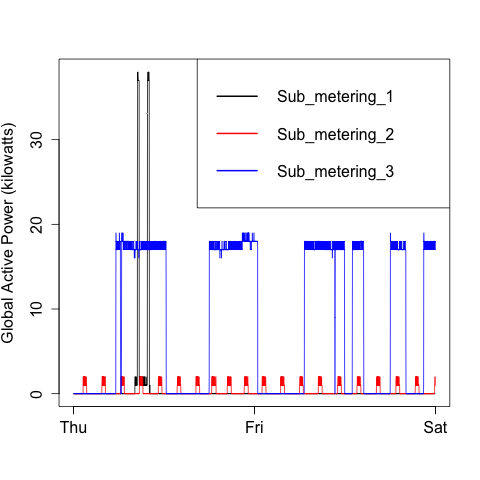 Global Active Power (kilowatts)
30
20
10
0
Sub_metering_1
Sub_metering_2
Sub_metering_3
Thu
Fri
Sat